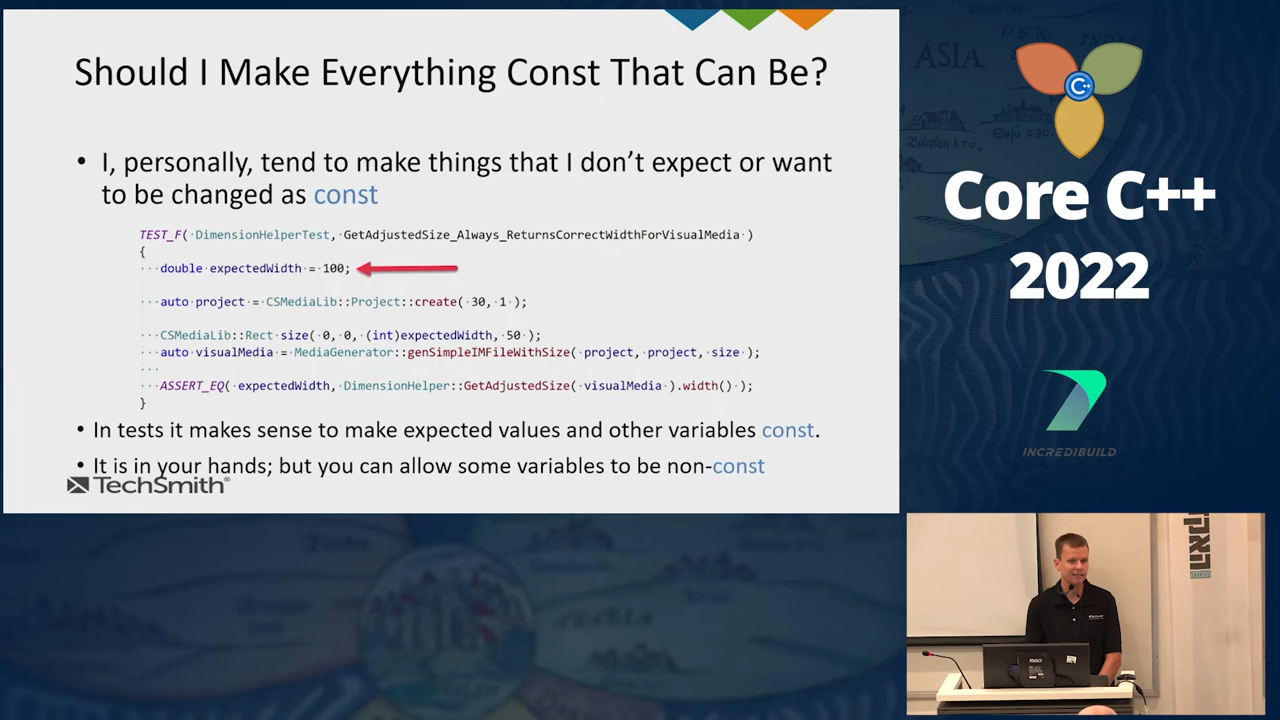 Should I Make Everything Const That Can Be?
• I, personally, tend to make things that I don't expect or want
to be changed as const
TEST_F(·DimensionHelperTest,·GetAdjustedSize_Always_ReturnsCorrectWidthForVisualMedia·)
{
····double·expectedWidth·=·100;
····auto·project·=·CSMediaLib::Project::create(·30,·1·);
····CSMediaLib::Rect·size(·0,·0,·(int)expectedWidth,·50·);
····auto·visualMedia·=·MediaGenerator::genSimpleIMFileWithSize(·project,·project,·size·);
····
····ASSERT_EQ(·expectedWidth,·DimensionHelper::GetAdjustedSize(·visualMedia·).width()·);
}
• In tests it makes sense to make expected values and other variables const.
• It is in your hands; but you can allow some variables to be non-const
TechSmith®
C++
Core C++
2022
INCREDIBUILD
ASIA
PER
INDIA
Babylon